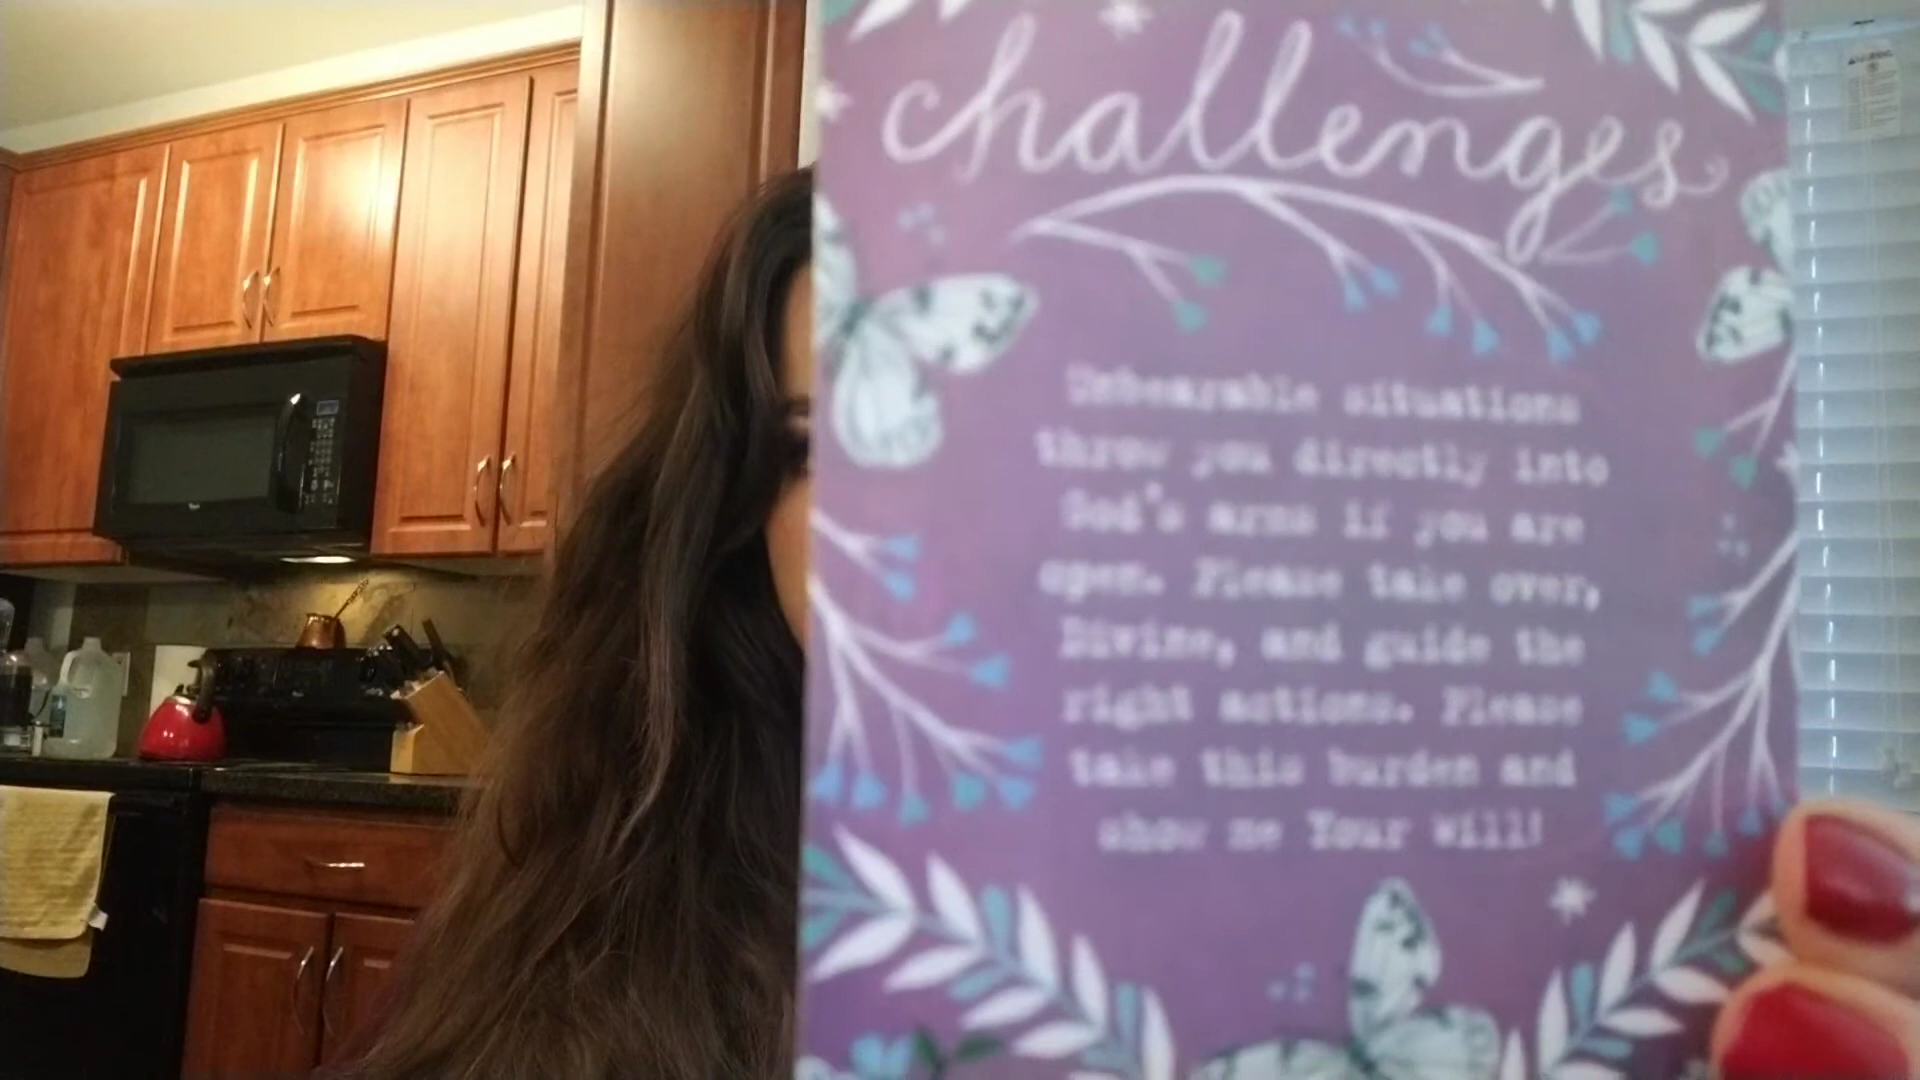 challenges
Unbearable situations
throw you directly into
God's arms if you are
open. Please take over,
Divine, and guide the
right actions. Please
take this burden and
show me Your Will!